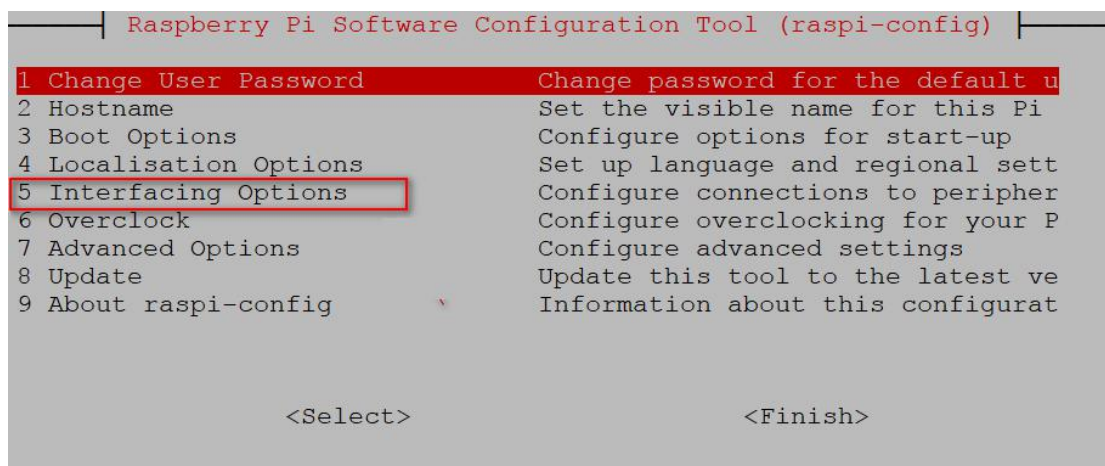 Raspberry Pi Software Configuration Tool (raspi-config)
1 Change User Password Change password for the default u
2 Hostname Set the visible name for this Pi
3 Boot Options Configure options for start-up
4 Localisation Options Set up language and regional sett
5 Interfacing Options Configure connections to peripher
6 Overclock Configure overclocking for your P
7 Advanced Options Configure advanced settings
8 Update Update this tool to the latest ve
9 About raspi-config Information about this configurat
<Select> <Finish>